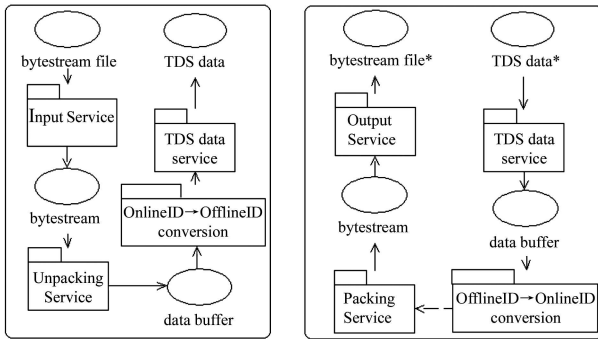 bytestream file
TDS data
Input Service
TDS data
service
bytestream
OnlineID→OfflineID
conversion
Unpacking
Service
data buffer
bytestream file*
TDS data*
Output
Service
TDS data
service
bytestream
data buffer
Packing
Service
OfflineID→OnlineID
conversion